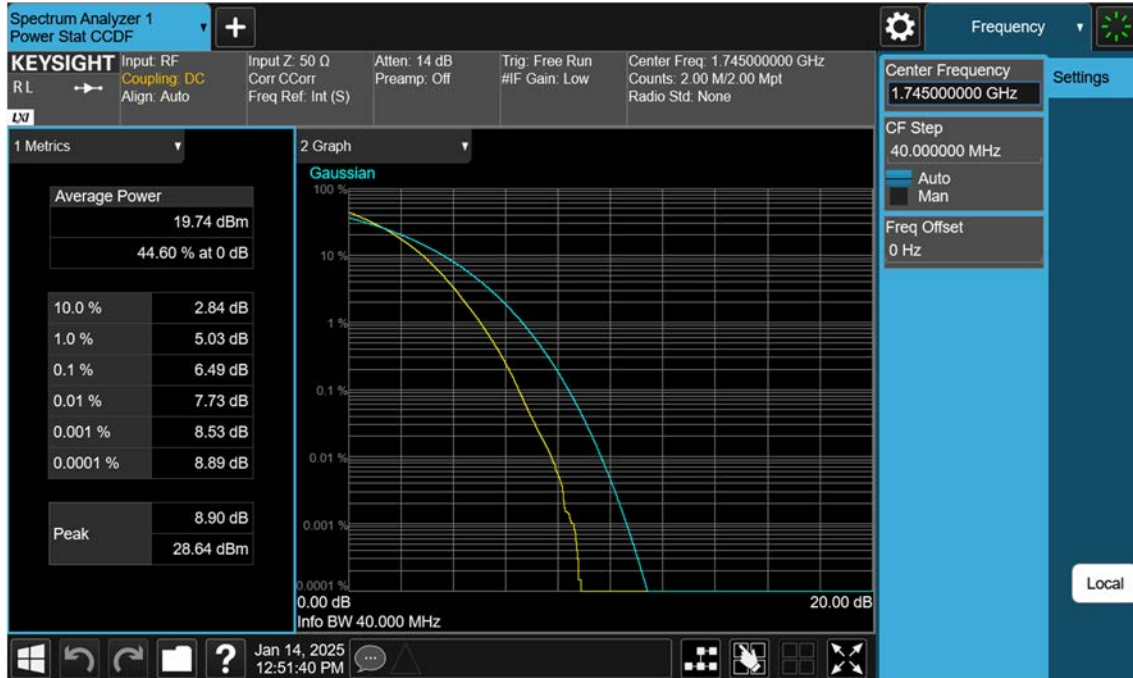 Spectrum Analyzer 1
Power Stat CCDF
Frequency
KEYSIGHT
R L
LXI
Input: RF
Coupling: DC
Align: Auto
Input Z: 50 Ω
Corr CCorr
Freq Ref: Int (S)
Atten: 14 dB
Preamp: Off
Trig: Free Run
#IF Gain: Low
Center Freq: 1.745000000 GHz
Counts: 2.00 M/2.00 Mpt
Radio Std: None
Center Frequency
1.745000000 GHz
Settings
CF Step
40.000000 MHz
Auto
Man
Freq Offset
0 Hz
Local
1 Metrics
Average Power
19.74 dBm
44.60 % at 0 dB
10.0 % 2.84 dB
1.0 % 5.03 dB
0.1 % 6.49 dB
0.01 % 7.73 dB
0.001 % 8.53 dB
0.0001 % 8.89 dB
Peak
8.90 dB
28.64 dBm
2 Graph
Gaussian
100 %
10 %
1 %
0.1 %
0.01 %
0.001 %
0.0001 %
0.00 dB 20.00 dB
Info BW 40.000 MHz
?
Jan 14, 2025
12:51:40 PM